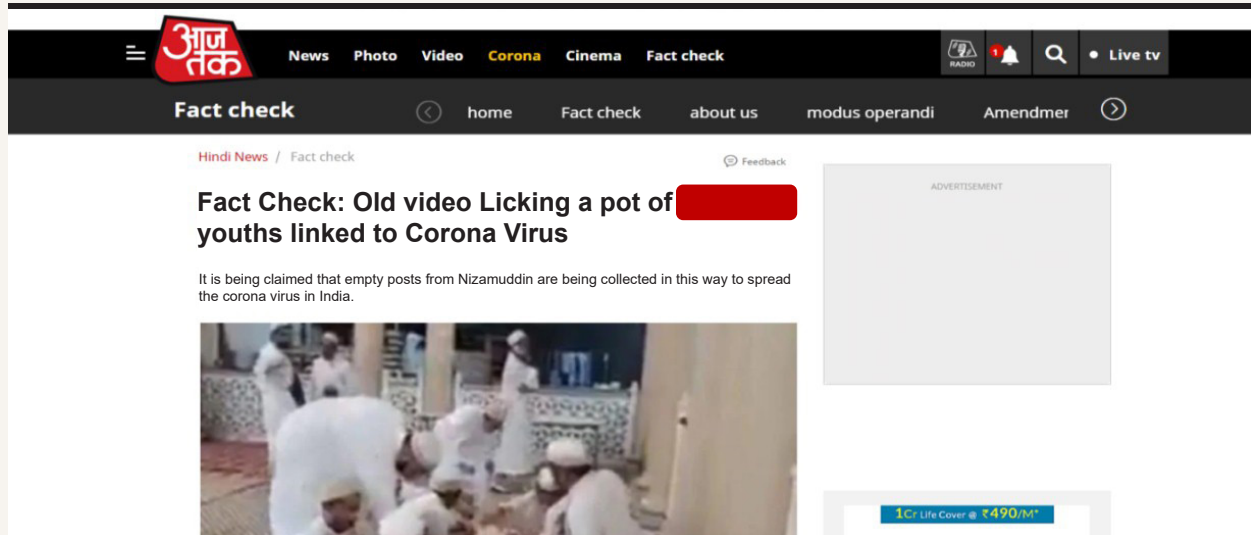 आज
तक
News Photo Video Corona Cinema Fact check
RADIO
1
Live tv
Fact check
home Fact check about us modus operandi Amendmer
Hindi News / Fact check
Feedback
ADVERTISEMENT
Fact Check: Old video Licking a pot of
youths linked to Corona Virus
It is being claimed that empty posts from Nizamuddin are being collected in this way to spread
the corona virus in India.
1Cr Life Cover @ ₹490/M*